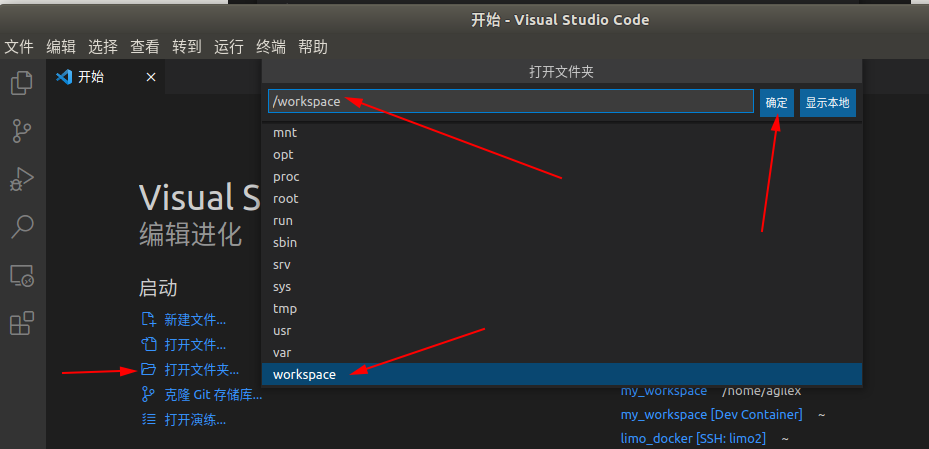 开始 - Visual Studio Code
文件 编辑 选择 查看 转到 运行 终端 帮助
开始
打开文件夹
/workspace
确定
显示本地
mnt
opt
proc
root
run
sbin
srv
sys
tmp
usr
var
workspace
Visual S
编辑进化
启动
新建文件...
打开文件...
打开文件夹...
克隆 Git 存储库...
打开演练...
my_workspace /home/agilex
my_workspace [Dev Container] ~
limo_docker [SSH: limo2] ~